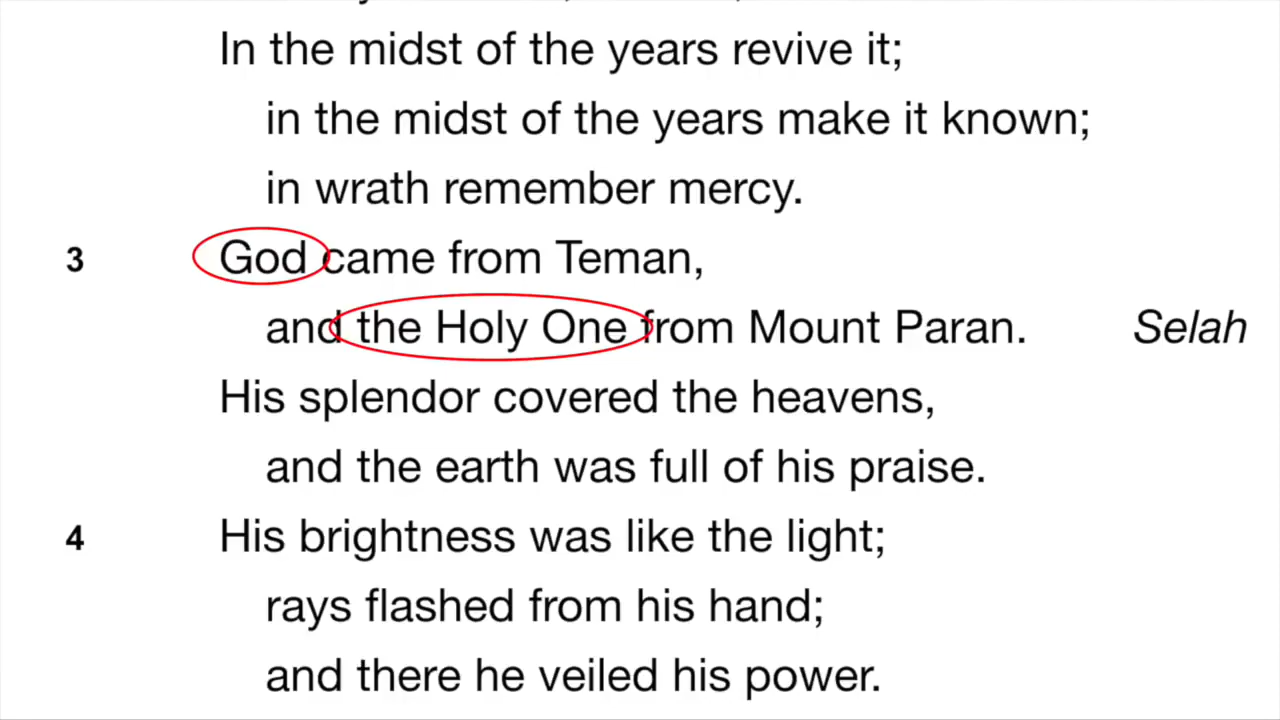 In the midst of the years revive it;
in the midst of the years make it known;
in wrath remember mercy.
3 God came from Teman,
and the Holy One from Mount Paran. Selah
His splendor covered the heavens,
and the earth was full of his praise.
4 His brightness was like the light;
rays flashed from his hand;
and there he veiled his power.